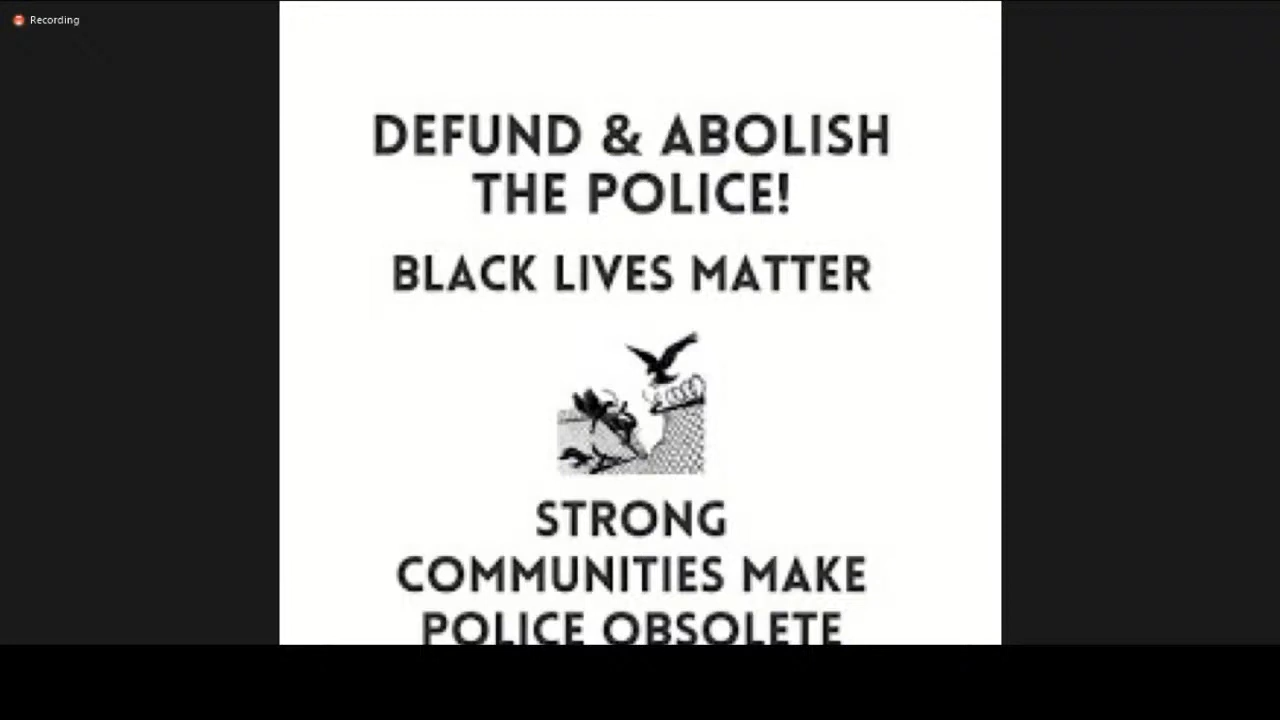 Recording
DEFUND & ABOLISH
THE POLICE!
BLACK LIVES MATTER
STRONG
COMMUNITIES MAKE
POLICE OBSOLETE